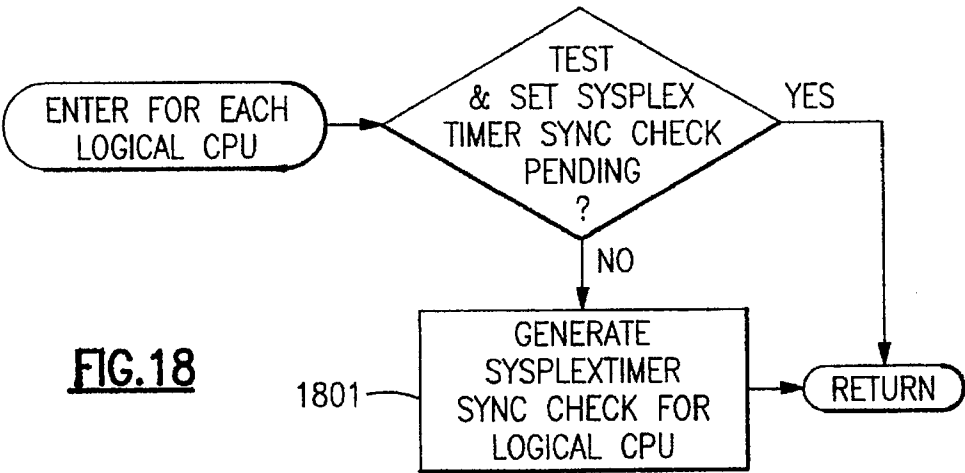 ENTER FOR EACH
LOGICAL CPU
TEST
& SET SYSPLEX
TIMER SYNC CHECK
PENDING
?
YES
NO
GENERATE
SYSPLEXTIMER
SYNC CHECK FOR
LOGICAL CPU
1801
RETURN
FIG.18